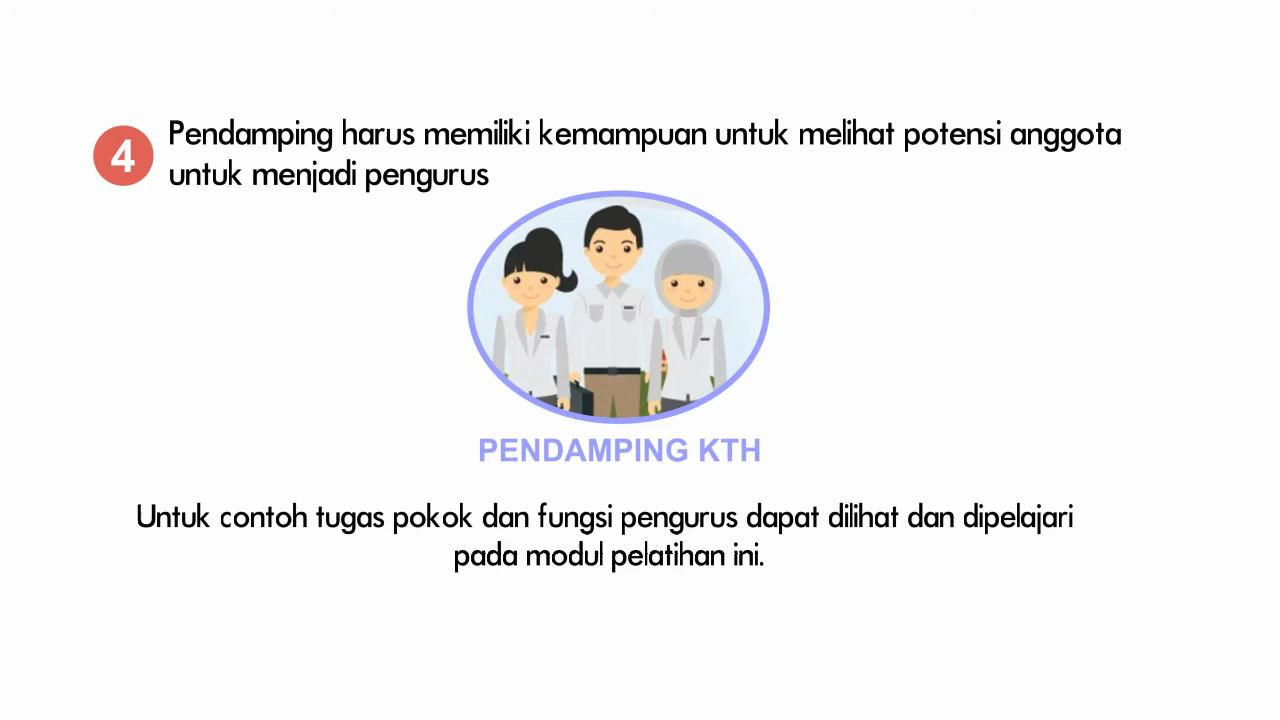 4
Pendamping harus memiliki kemampuan untuk melihat potensi anggota
untuk menjadi pengurus
PENDAMPING KTH
Untuk contoh tugas pokok dan fungsi pengurus dapat dilihat dan dipelajari
pada modul pelatihan ini.